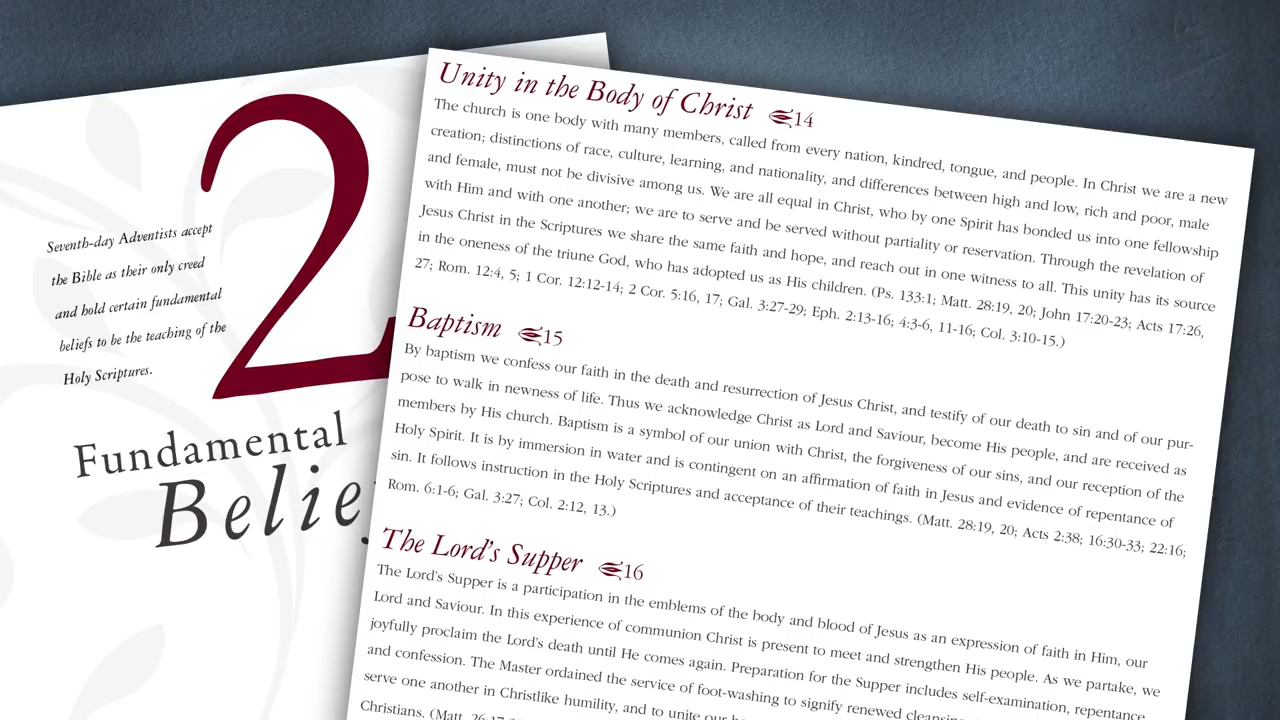 Seventh-day Adventists accept
the Bible as their only creed
and hold certain fundamental
beliefs to be the teaching of the
Holy Scriptures.
2
Fundamental
Belie
Unity in the Body of Christ 14
The church is one body with many members, called from every nation, kindred, tongue, and people. In Christ we are a new
creation; distinctions of race, culture, learning, and nationality, and differences between high and low, rich and poor, male
and female, must not be divisive among us. We are all equal in Christ, who by one Spirit has bonded us into one fellowship
with Him and with one another; we are to serve and be served without partiality or reservation. Through the revelation of
Jesus Christ in the Scriptures we share the same faith and hope, and reach out in one witness to all. This unity has its source
in the oneness of the triune God, who has adopted us as His children. (Ps. 133:1; Matt. 28:19, 20; John 17:20-23; Acts 17:26,
27; Rom. 12:4, 5; 1 Cor. 12:12-14; 2 Cor. 5:16, 17; Gal. 3:27-29; Eph. 2:13-16; 4:3-6, 11-16; Col. 3:10-15.)
Baptism 15
By baptism we confess our faith in the death and resurrection of Jesus Christ, and testify of our death to sin and of our pur-
pose to walk in newness of life. Thus we acknowledge Christ as Lord and Saviour, become His people, and are received as
members by His church. Baptism is a symbol of our union with Christ, the forgiveness of our sins, and our reception of the
Holy Spirit. It is by immersion in water and is contingent on an affirmation of faith in Jesus and evidence of repentance of
sin. It follows instruction in the Holy Scriptures and acceptance of their teachings. (Matt. 28:19, 20; Acts 2:38; 16:30-33; 22:16;
Rom. 6:1-6; Gal. 3:27; Col. 2:12, 13.)
The Lord's Supper 16
The Lord's Supper is a participation in the emblems of the body and blood of Jesus as an expression of faith in Him, our
Lord and Saviour. In this experience of communion Christ is present to meet and strengthen His people. As we partake, we
joyfully proclaim the Lord's death until He comes again. Preparation for the Supper includes self-examination, repentance
and confession. The Master ordained the service of foot-washing to signify renewed
serve one another in Christlike humility, and to unite our
Christians. (Matt.